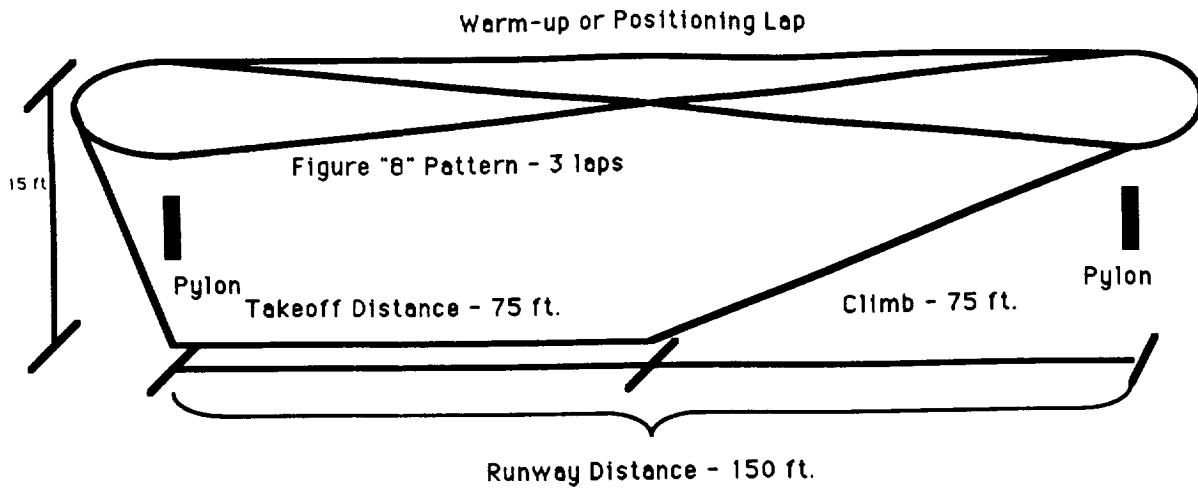 Warm-up or Positioning Lap
Figure "8" Pattern - 3 laps
15 ft
Pylon
Pylon
Takeoff Distance - 75 ft.
Climb - 75 ft.
Runway Distance - 150 ft.